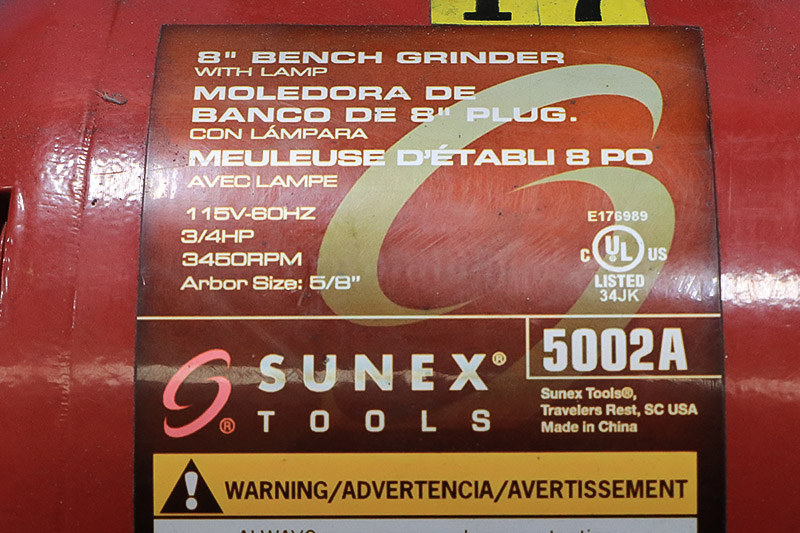 17
8" BENCH GRINDER
WITH LAMP
MOLEDORA DE
BANCO DE 8" PLUG.
CON LÁMPARA
MEULEUSE D'ÉTABLI 8 PO
AVEC LAMPE
115V-60HZ
3/4HP
3450RPM
Arbor Size: 5/8"
E176989
C UL US
LISTED
34JK
SUNEX®
TOOLS
®
5002A
Sunex Tools®,
Travelers Rest, SC USA
Made in China
WARNING/ADVERTENCIA/AVERTISSEMENT